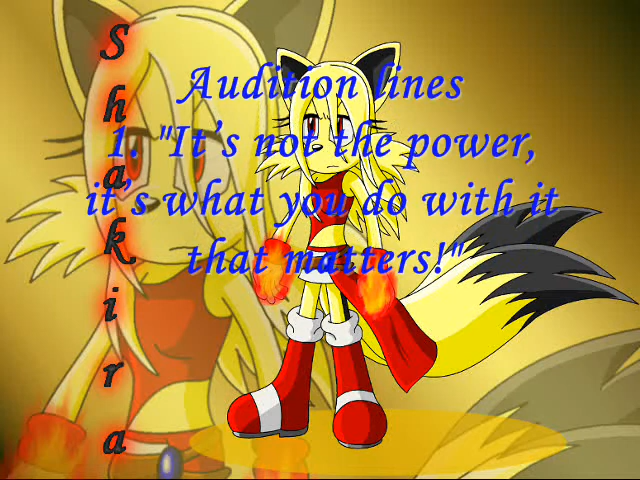 Shakira
Audition lines
1. "It's not the power,
it's what you do with it
that matters!"